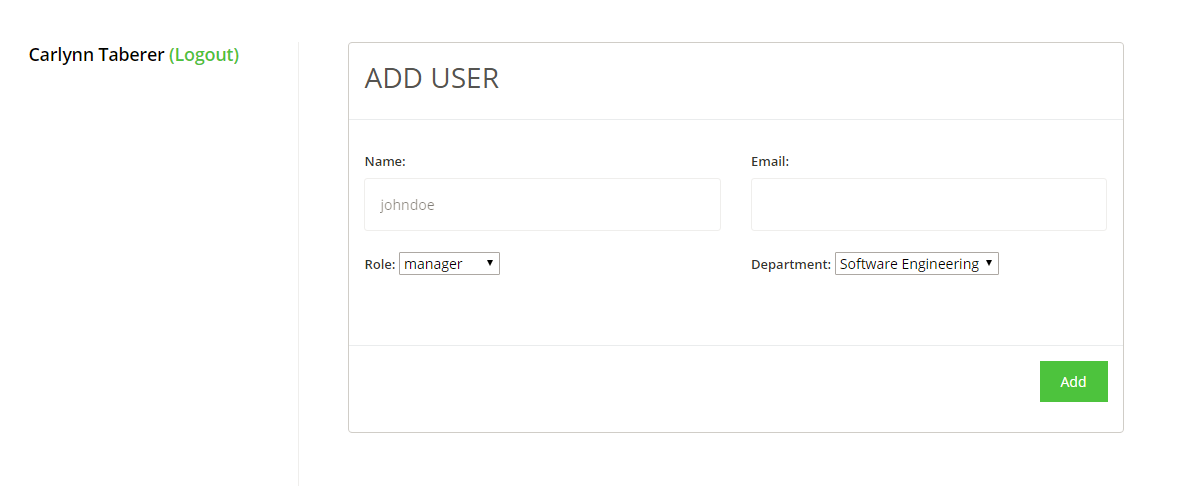 Carlynn Taberer (Logout)
ADD USER
Name:
Email:
johndoe
Role: manager
Department: Software Engineering
Add